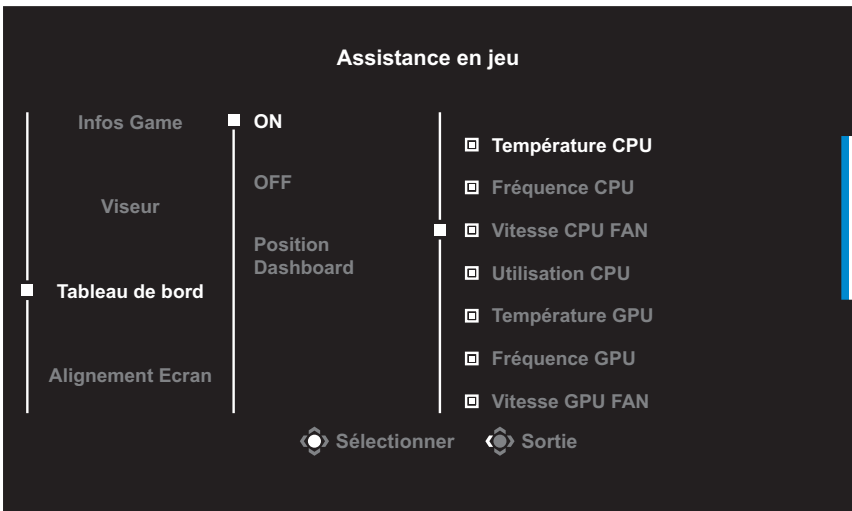 Assistance en jeu
Infos Game
Viseur
Tableau de bord
Alignement Ecran
ON
OFF
Position
Dashboard
Température CPU
Fréquence CPU
Vitesse CPU FAN
Utilisation CPU
Température GPU
Fréquence GPU
Vitesse GPU FAN
Sélectionner
Sortie